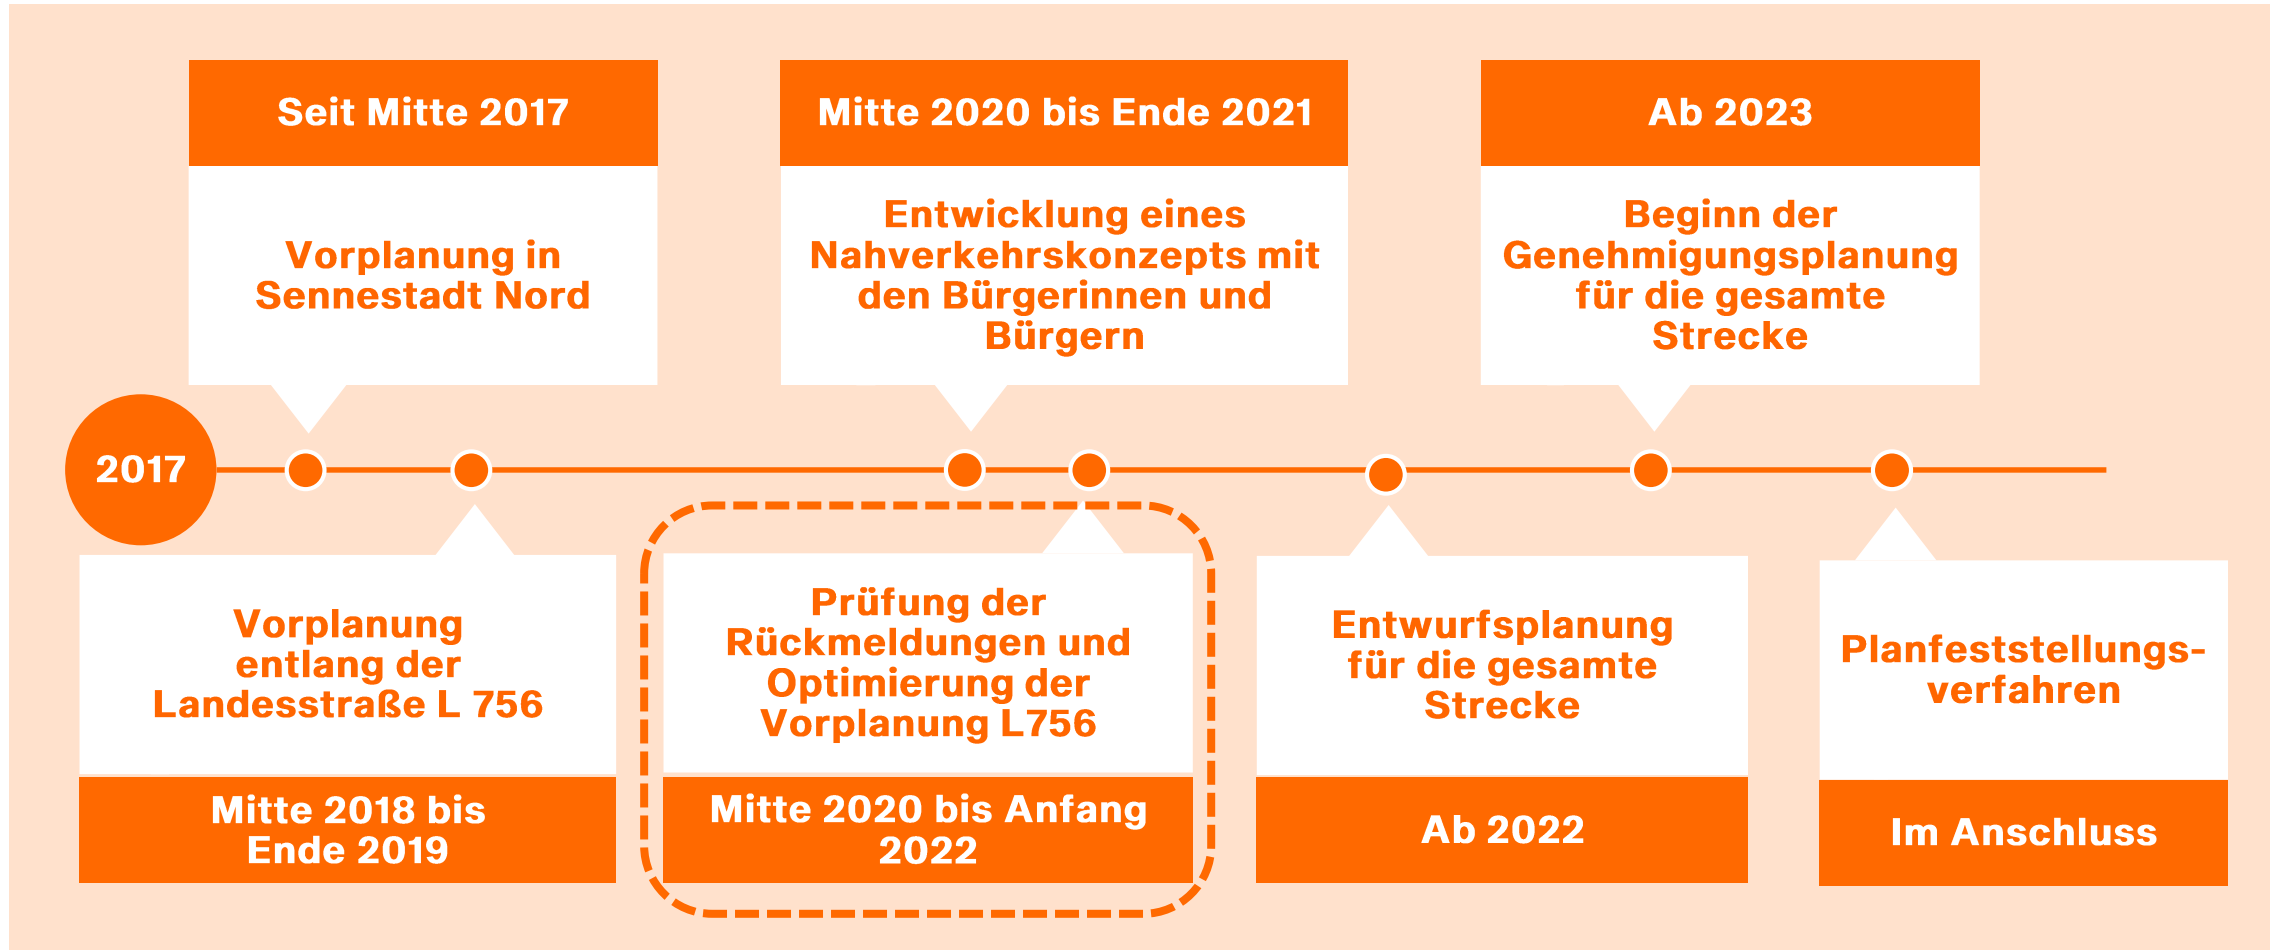 Seit Mitte 2017
Vorplanung in
Sennestadt Nord
Mitte 2020 bis Ende 2021
Entwicklung eines
Nahverkehrskonzepts mit
den Bürgerinnen und
Bürgern
Ab 2023
Beginn der
Genehmigungsplanung
für die gesamte
Strecke
2017
Vorplanung
entlang der
Landesstraße L 756
Mitte 2018 bis
Ende 2019
Prüfung der
Rückmeldungen und
Optimierung der
Vorplanung L756
Mitte 2020 bis Anfang
2022
Entwurfsplanung
für die gesamte
Strecke
Ab 2022
Planfeststellungs-
verfahren
Im Anschluss